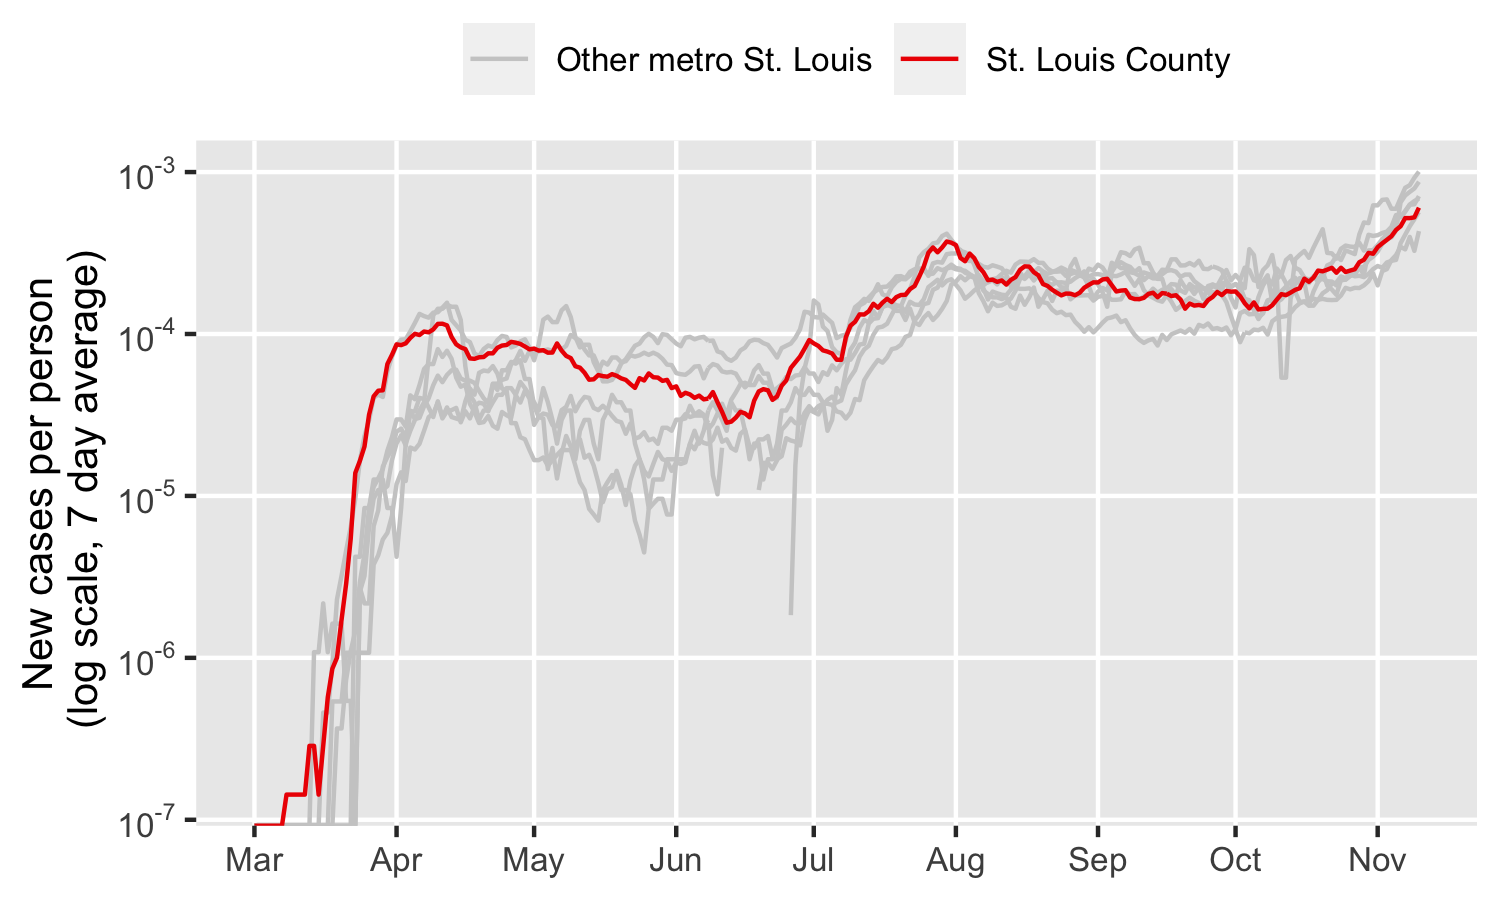 Other metro St. Louis St. Louis County
New cases per person
(log scale, 7 day average)
10⁻³
10⁻⁴
10⁻⁵
10⁻⁶
10⁻⁷
Mar Apr May Jun Jul Aug Sep Oct Nov